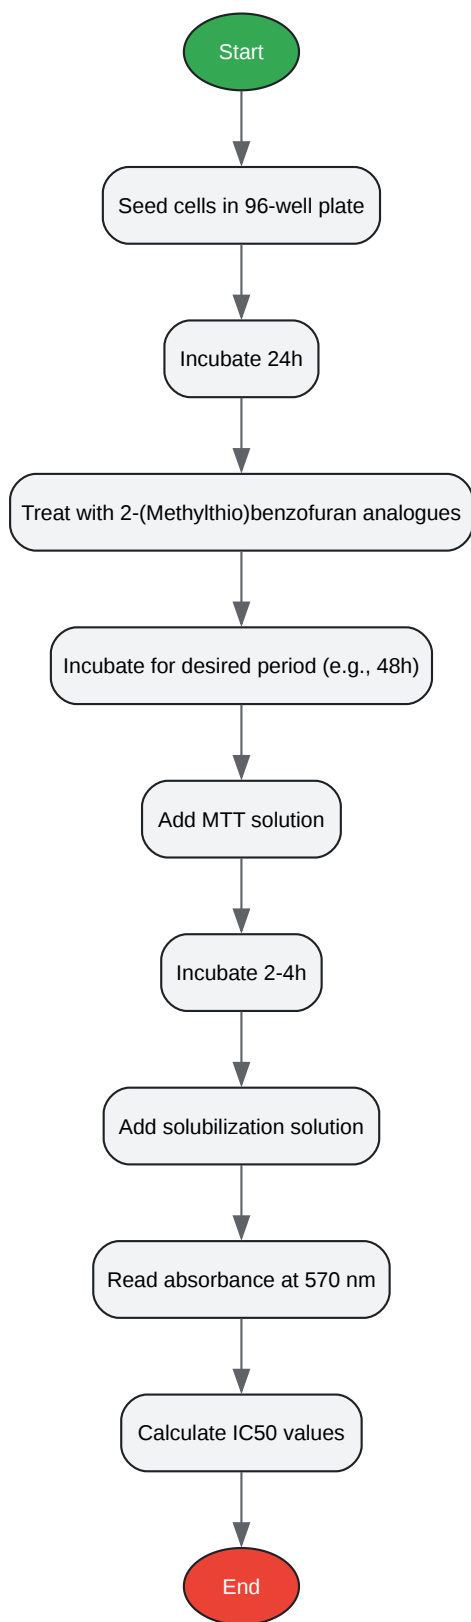 Start
Seed cells in 96-well plate
Incubate 24h
Treat with 2-(Methylthio)benzofuran analogues
Incubate for desired period (e.g., 48h)
Add MTT solution
Incubate 2-4h
Add solubilization solution
Read absorbance at 570 nm
Calculate IC50 values
End